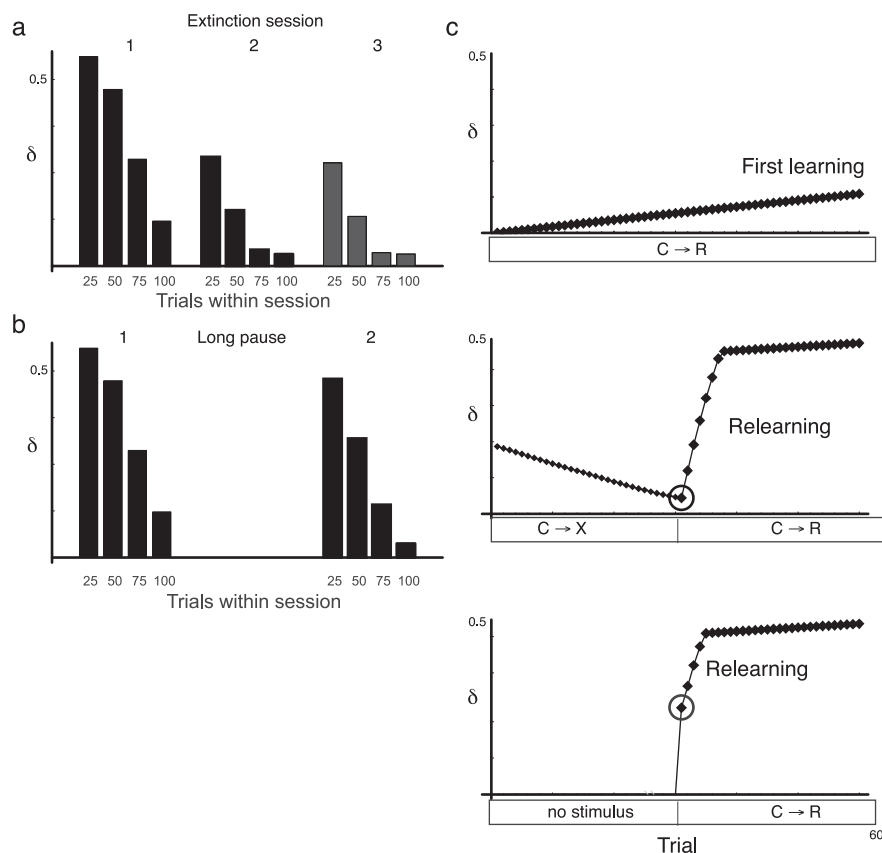 a
Extinction session
1 2 3
0.5
δ
25 50 75 100 25 50 75 100 25 50 75 100
Trials within session
b
1 Long pause 2
0.5
δ
25 50 75 100 25 50 75 100
Trials within session
c
0.5
δ
First learning
C → R
0.5
δ
Relearning
C → X C → R
0.5
δ
Relearning
no stimulus C → R
Trial
60